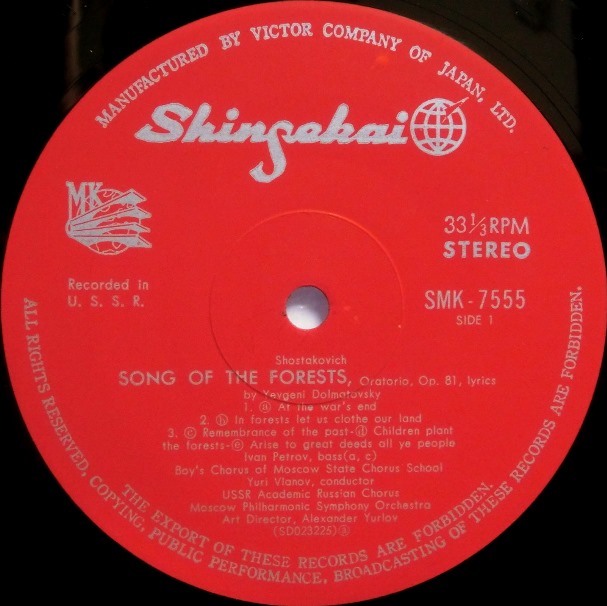 MANUFACTURED BY VICTOR COMPANY OF JAPAN, LTD.
Shinsekai
MK
33 1/3 RPM
STEREO
Recorded in
U. S. S. R.
SMK - 7555
SIDE 1
Shostakovich
SONG OF THE FORESTS, Oratorio, Op. 81, lyrics
by Yevgeni Dolmatovsky
1. ⓐ At the war's end
2. ⓑ In forests let us clothe our land
3. ⓒ Remembrance of the past-ⓓ Children plant
the forests-ⓔ Arise to great deeds all ye people
Ivan Petrov, bass(a, c)
Boy's Chorus of Moscow State Chorus School
Yuri Vlanov, conductor
USSR Academic Russian Chorus
Moscow Philharmonic Symphony Orchestra
Art Director, Alexander Yurlov
(SD023225)ⓐ
ALL RIGHTS RESERVED, COPYING, PUBLIC PERFORMANCE, BROADCASTING OF THESE RECORDS ARE FORBIDDEN.
THE EXPORT OF THESE RECORDS ARE FORBIDDEN.